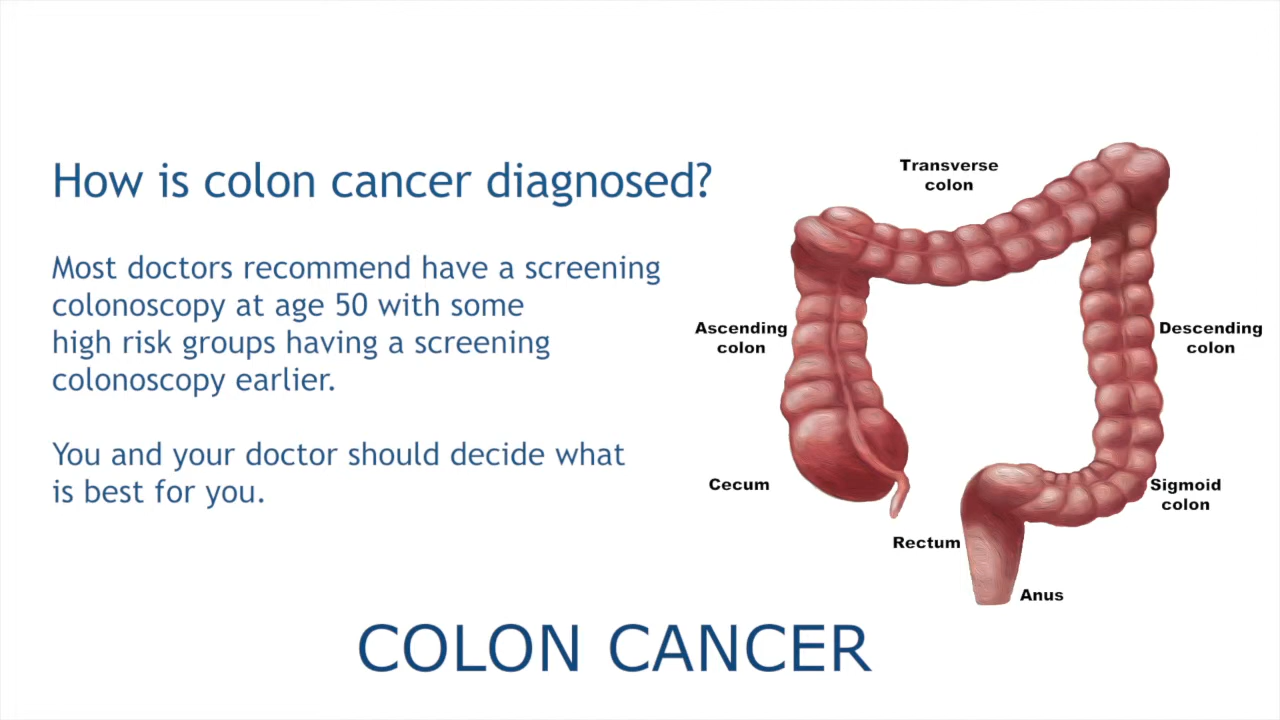 How is colon cancer diagnosed?
Most doctors recommend have a screening
colonoscopy at age 50 with some
high risk groups having a screening
colonoscopy earlier.
You and your doctor should decide what
is best for you.
Transverse
colon
Ascending
colon
Descending
colon
Cecum
Sigmoid
colon
Rectum
Anus
COLON CANCER